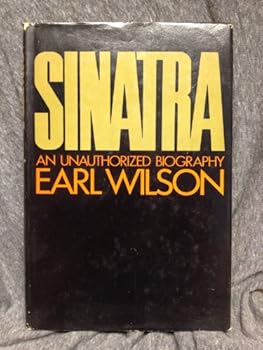 SINATRA
AN UNAUTHORIZED BIOGRAPHY
EARL WILSON